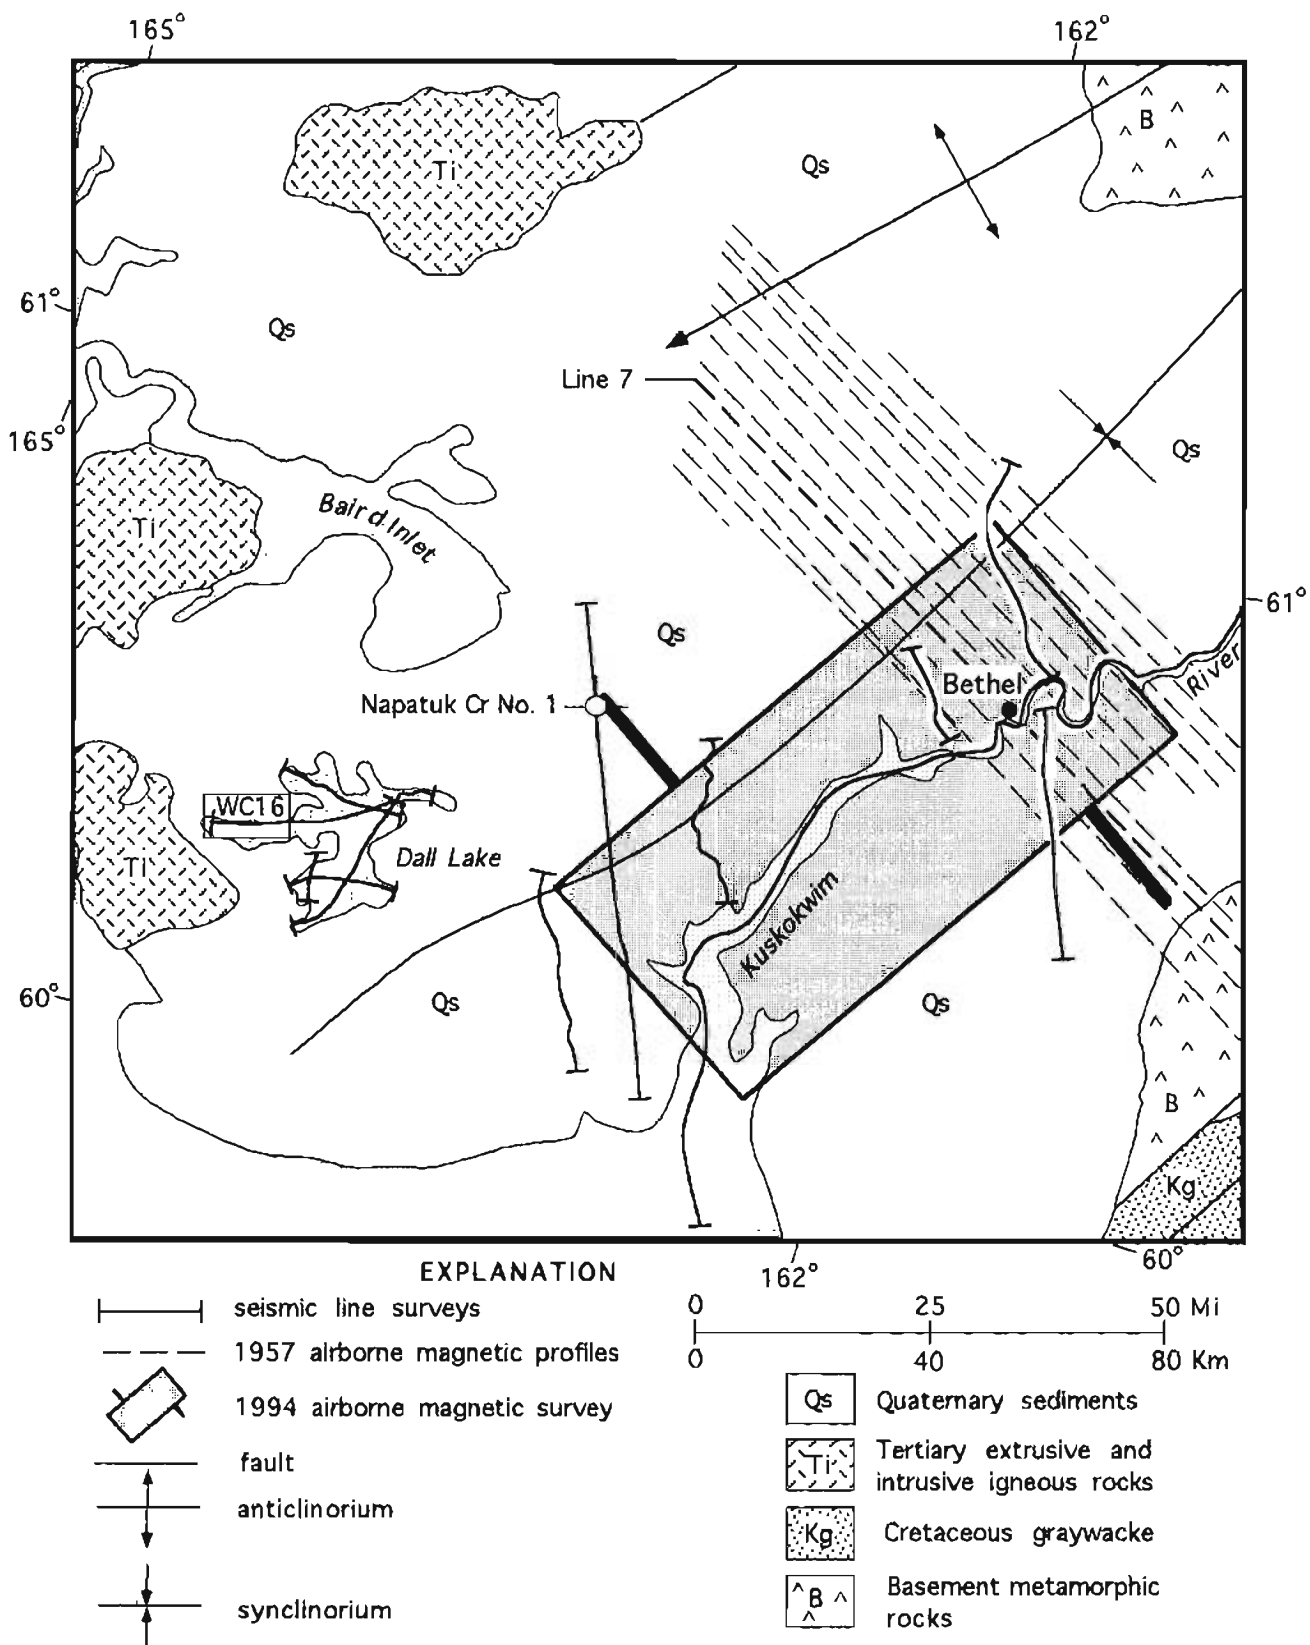 165°
162°
B
Ti
Qs
61°
Qs
Line 7
165°
Qs
Baird Inlet
Ti
61°
Qs
River
Bethel
Napatuk Cr No. 1
WC16
Dall Lake
Ti
Kuskokwim
60°
Qs
Qs
B
Kg
60°
162°
EXPLANATION
seismic line surveys
1957 airborne magnetic profiles
1994 airborne magnetic survey
fault
anticlinorium
synclinorium
0 25 50 Mi
0 40 80 Km
Qs Quaternary sediments
Ti Tertiary extrusive and
intrusive igneous rocks
Kg Cretaceous graywacke
B Basement metamorphic
rocks